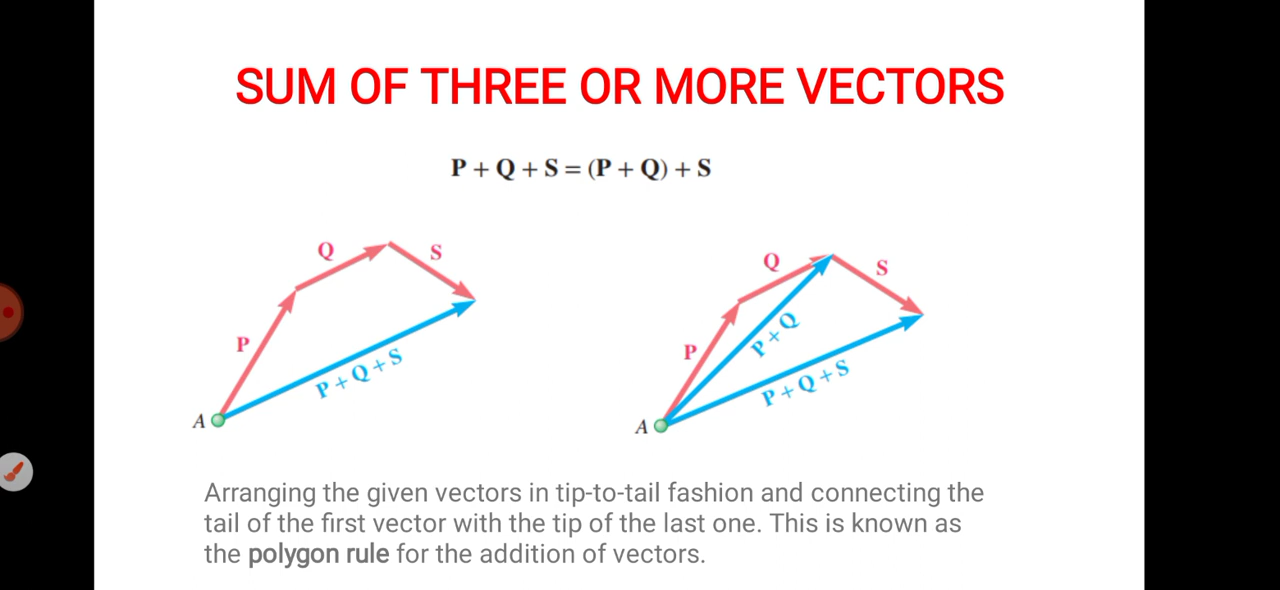 SUM OF THREE OR MORE VECTORS
P + Q + S = (P + Q) + S
Q
S
P
P + Q + S
A
Q
S
P
P + Q
P + Q + S
A
Arranging the given vectors in tip-to-tail fashion and connecting the
tail of the first vector with the tip of the last one. This is known as
the polygon rule for the addition of vectors.